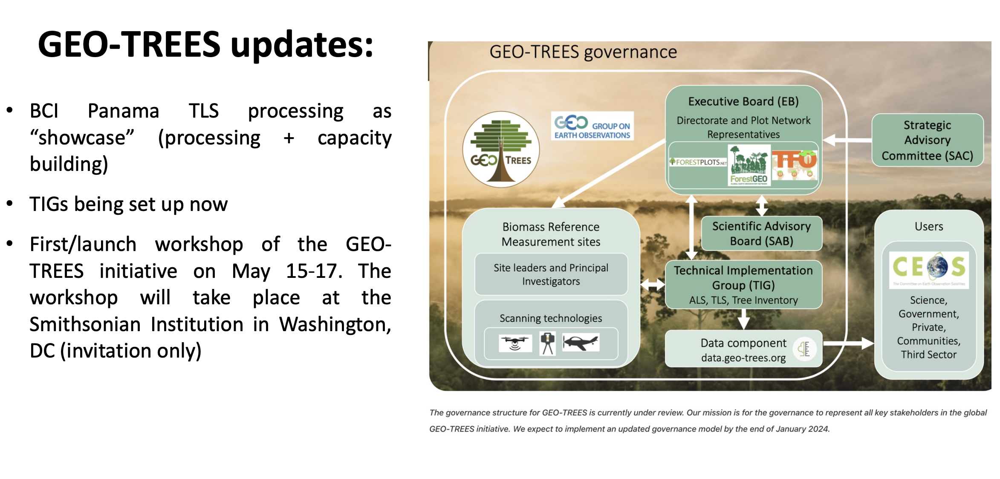 GEO-TREES updates:
• BCI Panama TLS processing as
“showcase” (processing + capacity
building)
• TIGs being set up now
• First/launch workshop of the GEO-
TREES initiative on May 15-17. The
workshop will take place at the
Smithsonian Institution in Washington,
DC (invitation only)
GEO-TREES governance
GEO TREES
GEO GROUP ON
EARTH OBSERVATIONS
Executive Board (EB)
Directorate and Plot Network
Representatives
FORESTPLOTS.NET
ForestGEO
GLOBAL EARTH OBSERVATORY NETWORK
TmFO
Strategic
Advisory
Committee (SAC)
Biomass Reference
Measurement sites
Site leaders and Principal
Investigators
Scanning technologies
Scientific Advisory
Board (SAB)
Technical Implementation
Group (TIG)
ALS, TLS, Tree Inventory
Data component
data.geo-trees.org
Users
CEOS
The Committee on Earth Observation Satellites
Science,
Government,
Private,
Communities,
Third Sector
The governance structure for GEO-TREES is currently under review. Our mission is for the governance to represent all key stakeholders in the global
GEO-TREES initiative. We expect to implement an updated governance model by the end of January 2024.